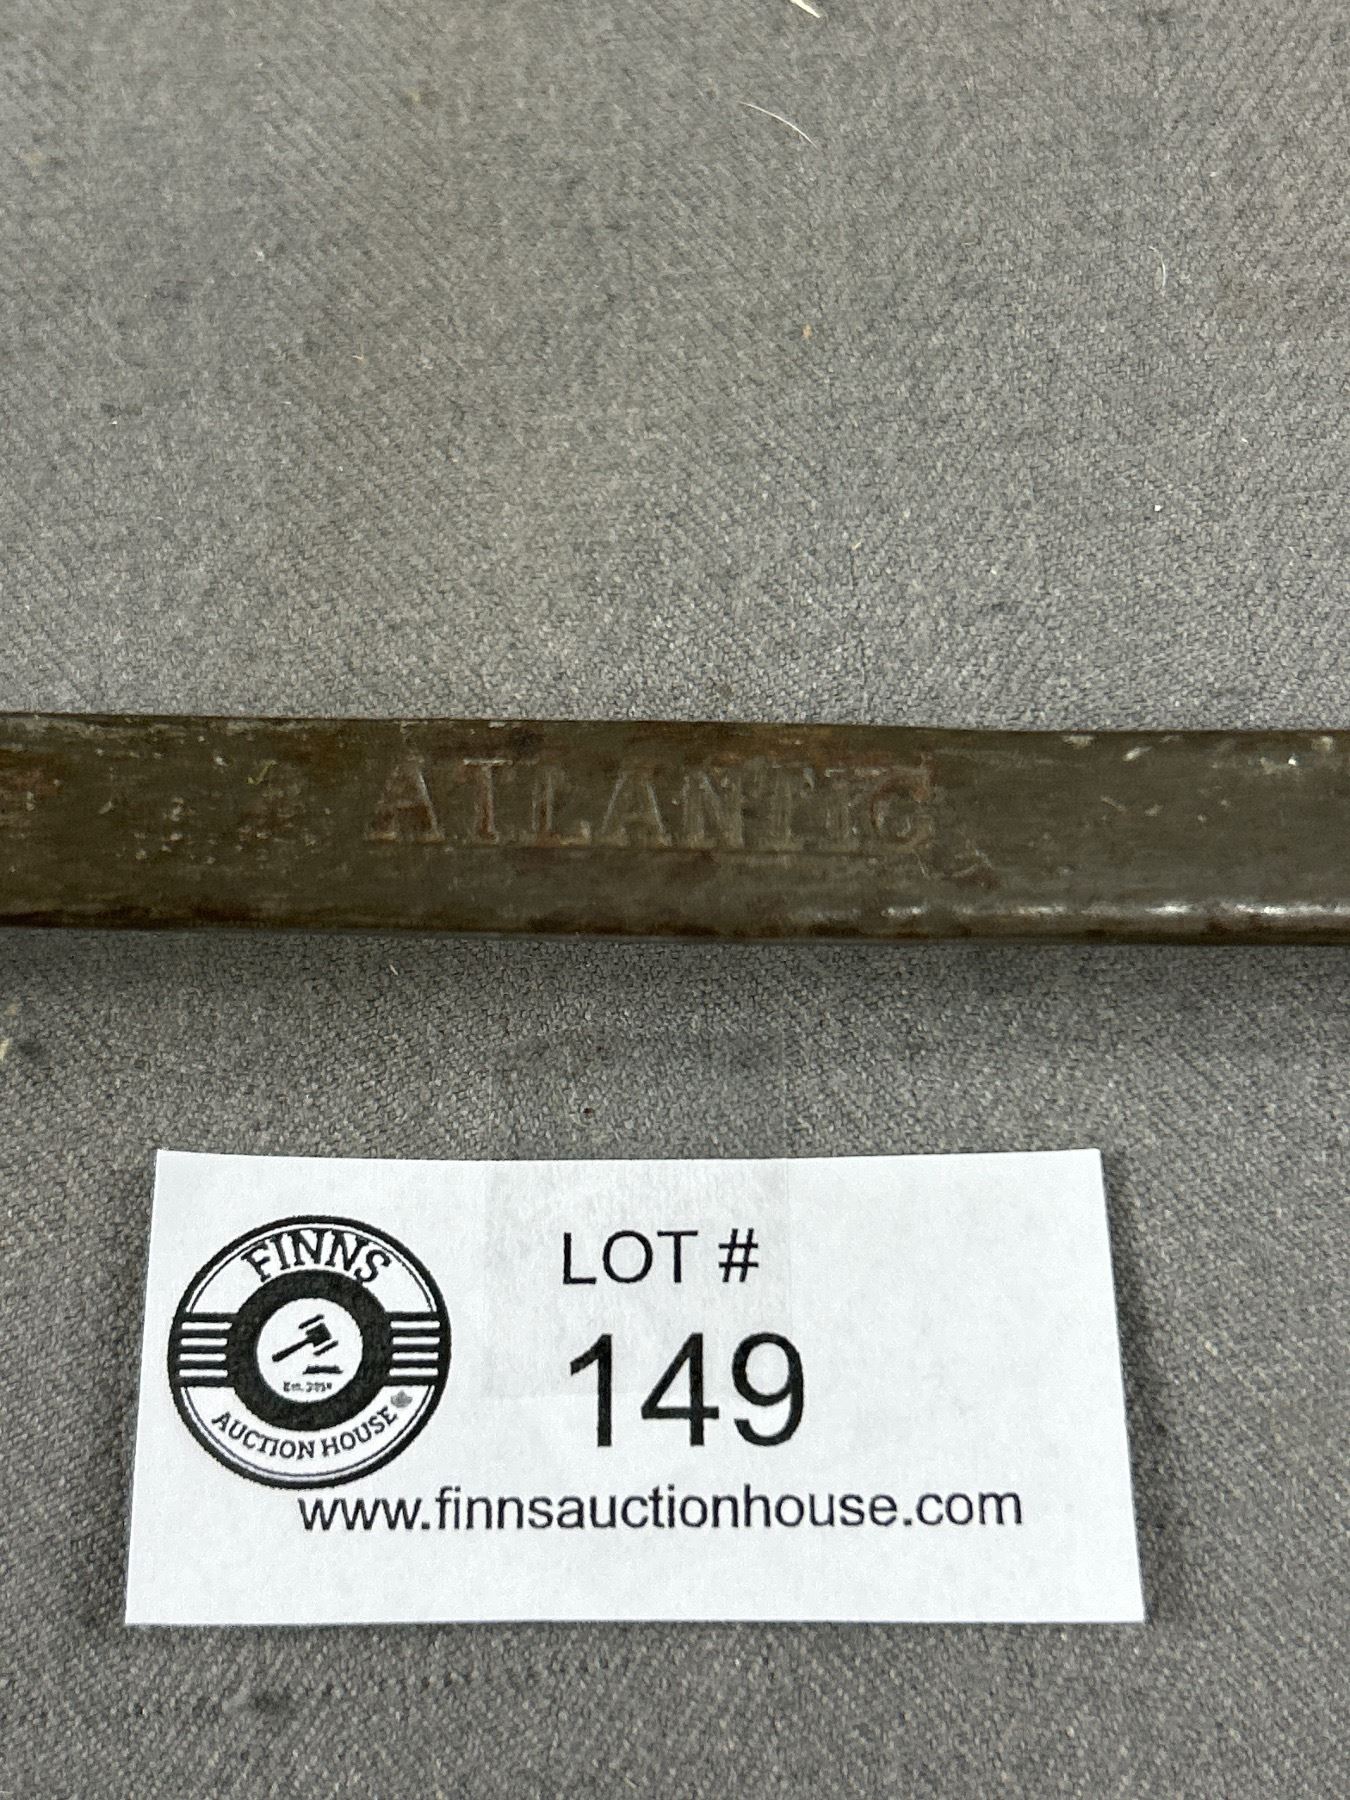 ATLANTIC
FINNS
AUCTION HOUSE
LOT #
149
www.finnsauctionhouse.com